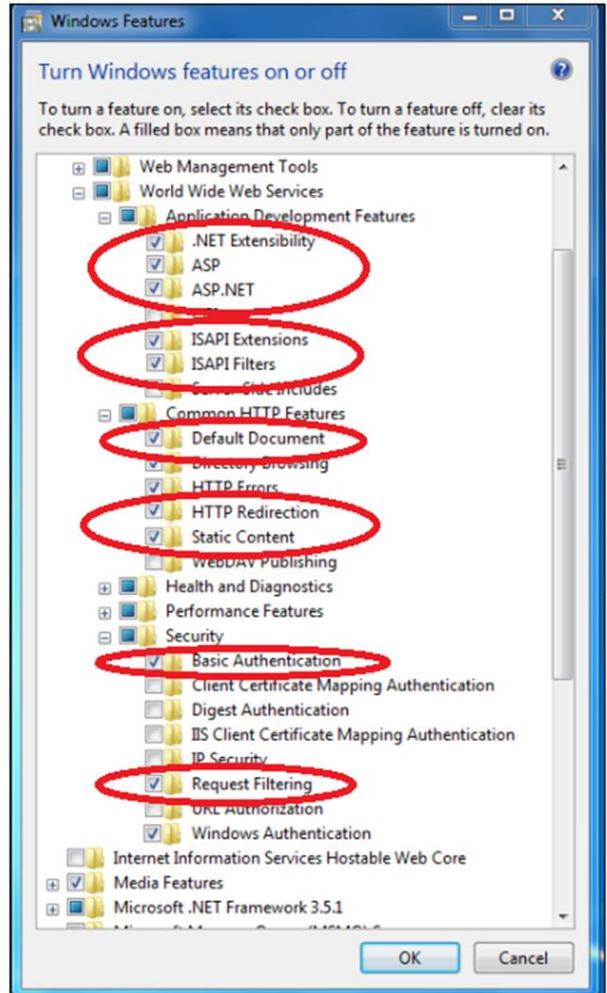 Windows Features
Turn Windows features on or off
To turn a feature on, select its check box. To turn a feature off, clear its
check box. A filled box means that only part of the feature is turned on.
Web Management Tools
World Wide Web Services
Application Development Features
.NET Extensibility
ASP
ASP.NET
ISAPI Extensions
ISAPI Filters
Server-Side Includes
Common HTTP Features
Default Document
Directory Browsing
HTTP Errors
HTTP Redirection
Static Content
WebDAV Publishing
Health and Diagnostics
Performance Features
Security
Basic Authentication
Client Certificate Mapping Authentication
Digest Authentication
IIS Client Certificate Mapping Authentication
IP Security
Request Filtering
URL Authorization
Windows Authentication
Internet Information Services Hostable Web Core
Media Features
Microsoft .NET Framework 3.5.1
OK Cancel